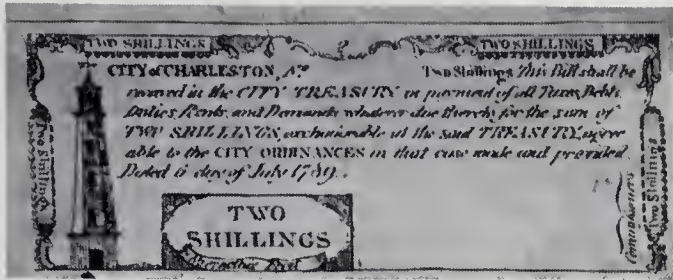 TWO SHILLINGS TWO SHILLINGS
CITY of CHARLESTON, No Two Shillings This Bill shall be
received in the CITY TREASURY in payment of all Taxes, Debts,
Duties, Rents, and Demands whatever due thereby for the sum of
TWO SHILLINGS, exchangeable at the said TREASURY, agree
able to the CITY ORDINANCES in that case made and provided.
Dated day of July 1789.
Two Shillings
TWO
SHILLINGS
Two Shillings